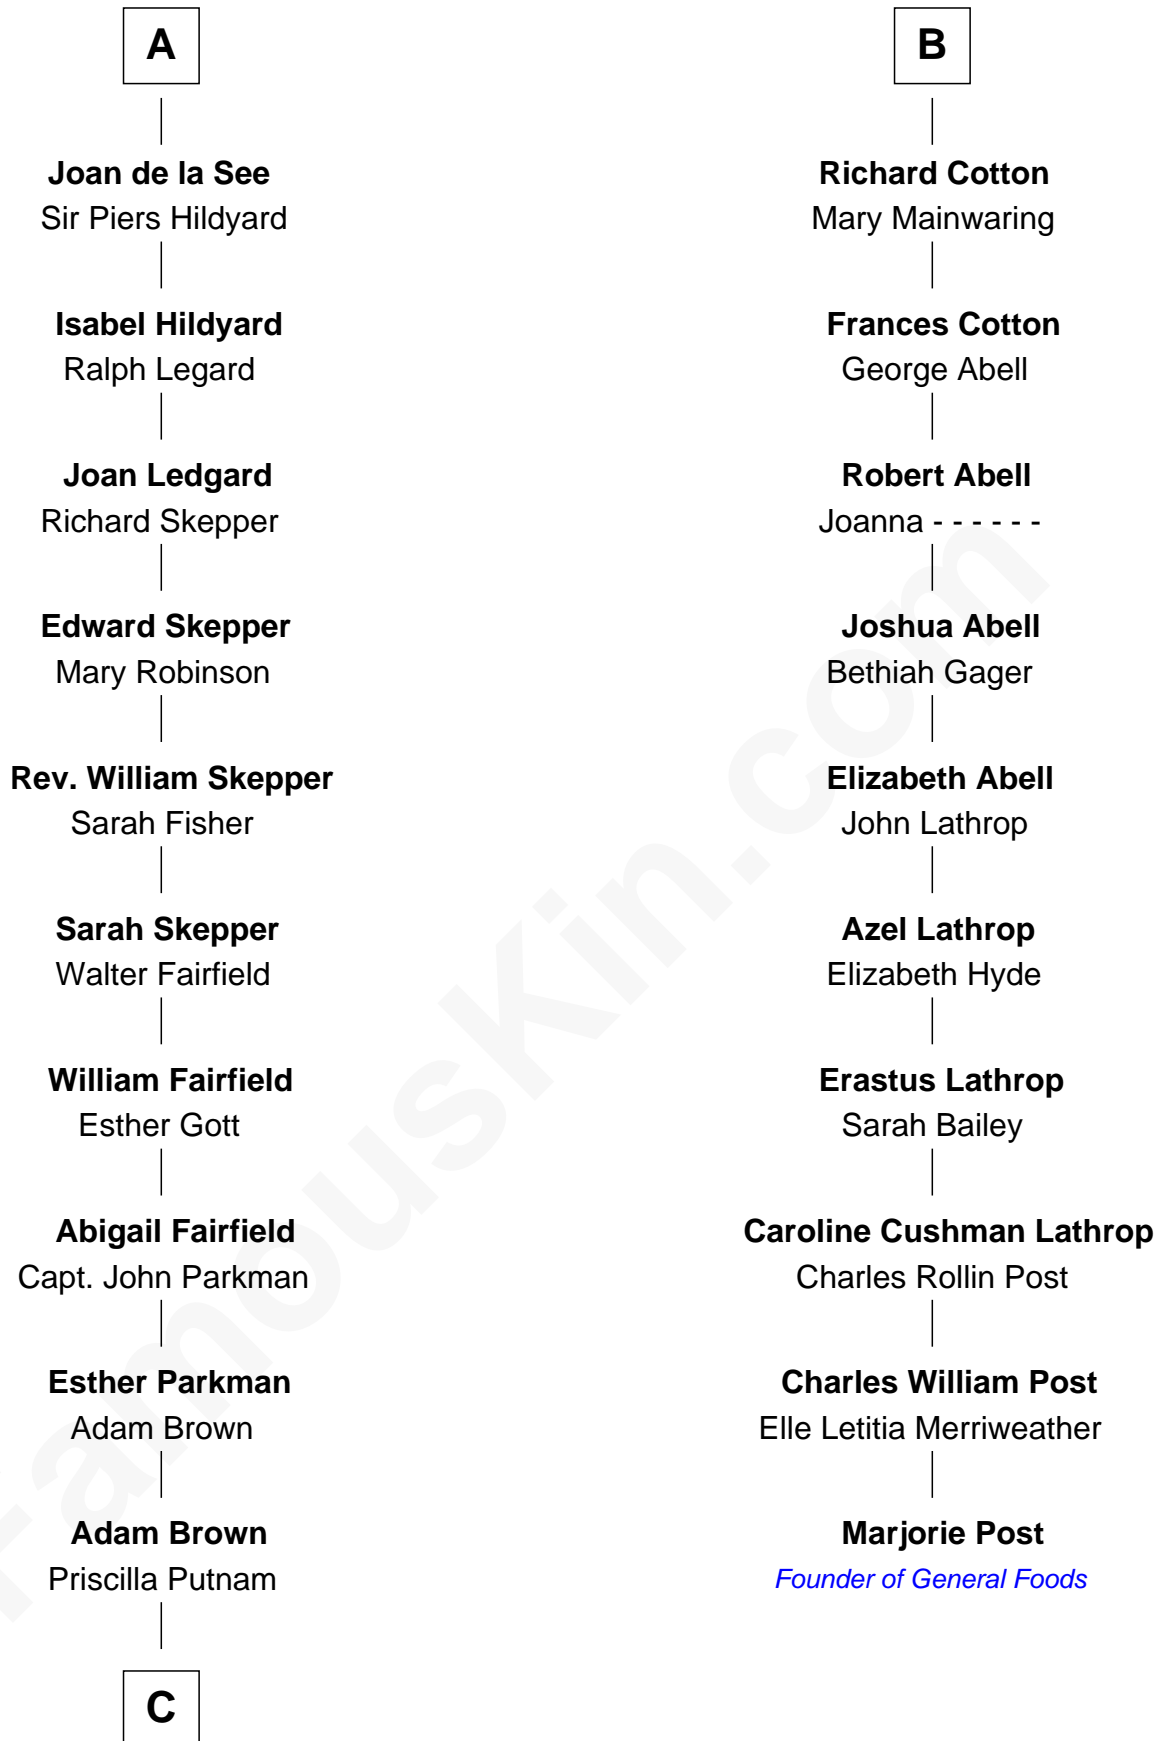 A
Joan de la See
Sir Piers Hildyard
Isabel Hildyard
Ralph Legard
Joan Ledgard
Richard Skepper
Edward Skepper
Mary Robinson
Rev. William Skepper
Sarah Fisher
Sarah Skepper
Walter Fairfield
William Fairfield
Esther Gott
Abigail Fairfield
Capt. John Parkman
Esther Parkman
Adam Brown
Adam Brown
Priscilla Putnam
C
B
Richard Cotton
Mary Mainwaring
Frances Cotton
George Abell
Robert Abell
Joanna - - - - - -
Joshua Abell
Bethiah Gager
Elizabeth Abell
John Lathrop
Azel Lathrop
Elizabeth Hyde
Erastus Lathrop
Sarah Bailey
Caroline Cushman Lathrop
Charles Rollin Post
Charles William Post
Elle Letitia Merriweather
Marjorie Post
Founder of General Foods
FamousKin.com